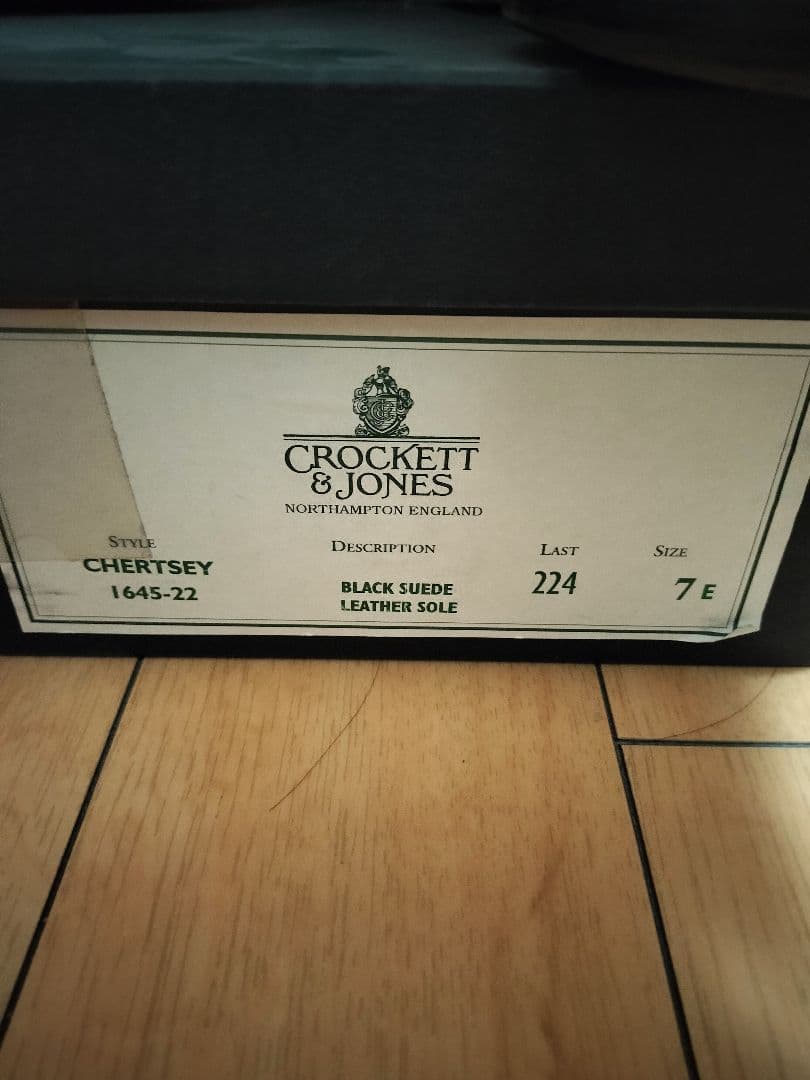 CROCKETT
& JONES
NORTHAMPTON ENGLAND
STYLE DESCRIPTION LAST SIZE
CHERTSEY
1645-22 BLACK SUEDE 224 7 E
LEATHER SOLE